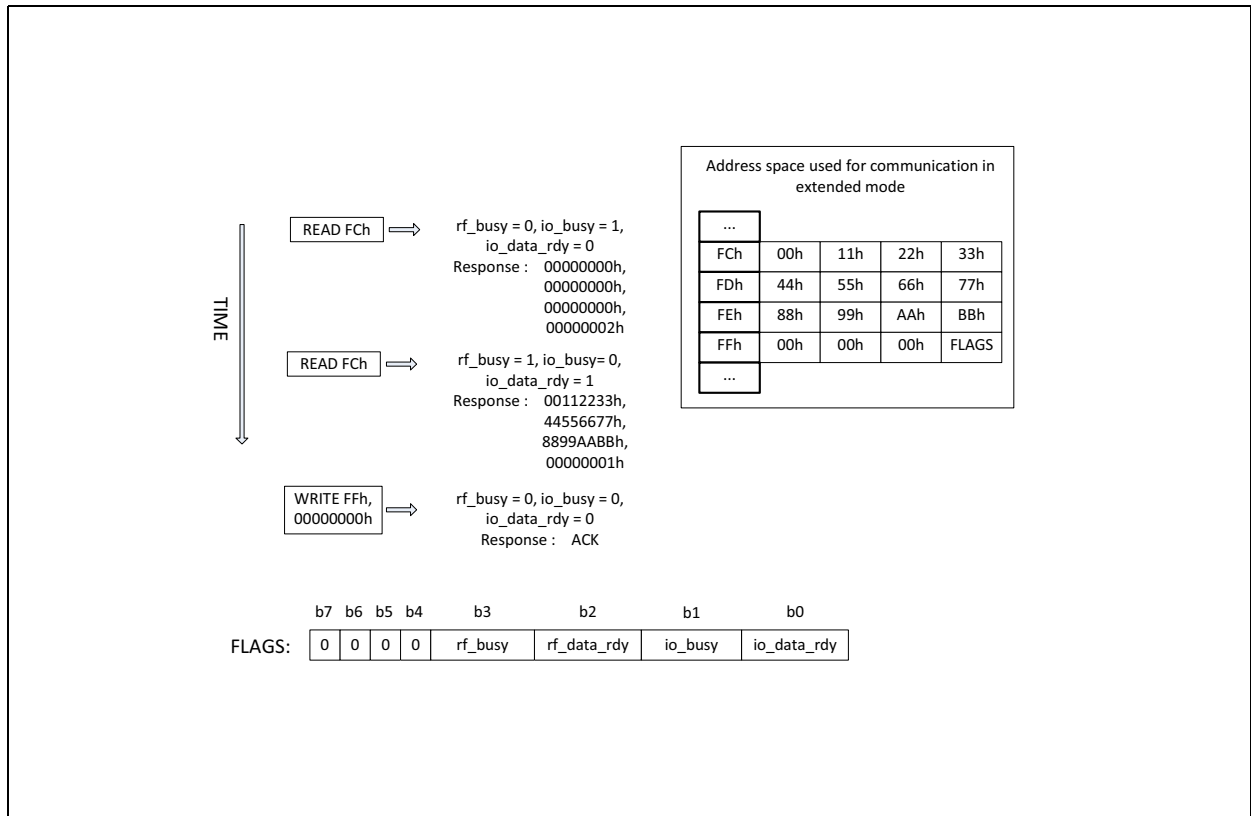 Address space used for communication in
extended mode
...
FCh 00h 11h 22h 33h
FDh 44h 55h 66h 77h
FEh 88h 99h AAh BBh
FFh 00h 00h 00h FLAGS
...
TIME
READ FCh
rf_busy = 0, io_busy = 1,
io_data_rdy = 0
Response : 00000000h,
00000000h,
00000000h,
00000002h
READ FCh
rf_busy = 1, io_busy= 0,
io_data_rdy = 1
Response : 00112233h,
44556677h,
8899AABBh,
00000001h
WRITE FFh,
00000000h
rf_busy = 0, io_busy = 0,
io_data_rdy = 0
Response : ACK
b7 b6 b5 b4 b3 b2 b1 b0
FLAGS: 0 0 0 0 rf_busy rf_data_rdy io_busy io_data_rdy